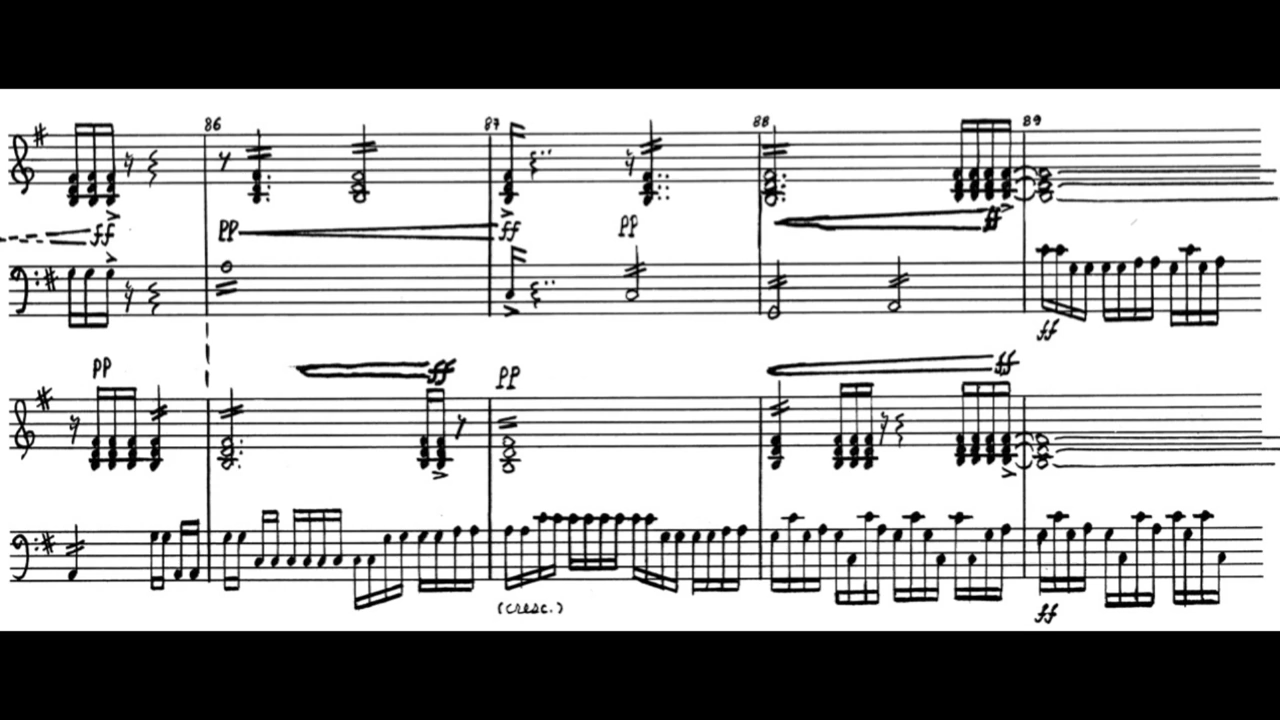 86 87 88 89
ff pp ff pp ff
ff
pp ff pp ff
(cresc.) ff